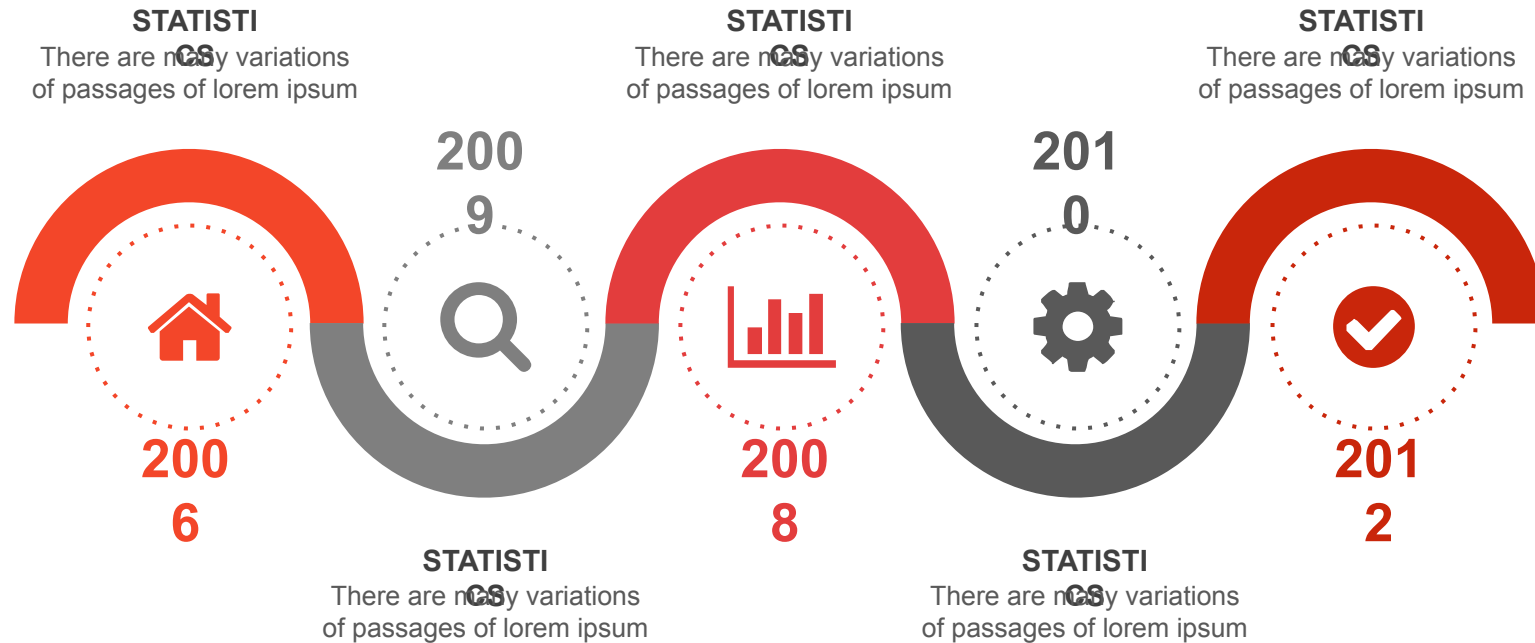 STATISTI
CS
There are many variations
of passages of lorem ipsum
200
6
200
9
STATISTI
CS
There are many variations
of passages of lorem ipsum
STATISTI
CS
There are many variations
of passages of lorem ipsum
200
8
201
0
STATISTI
CS
There are many variations
of passages of lorem ipsum
STATISTI
CS
There are many variations
of passages of lorem ipsum
201
2